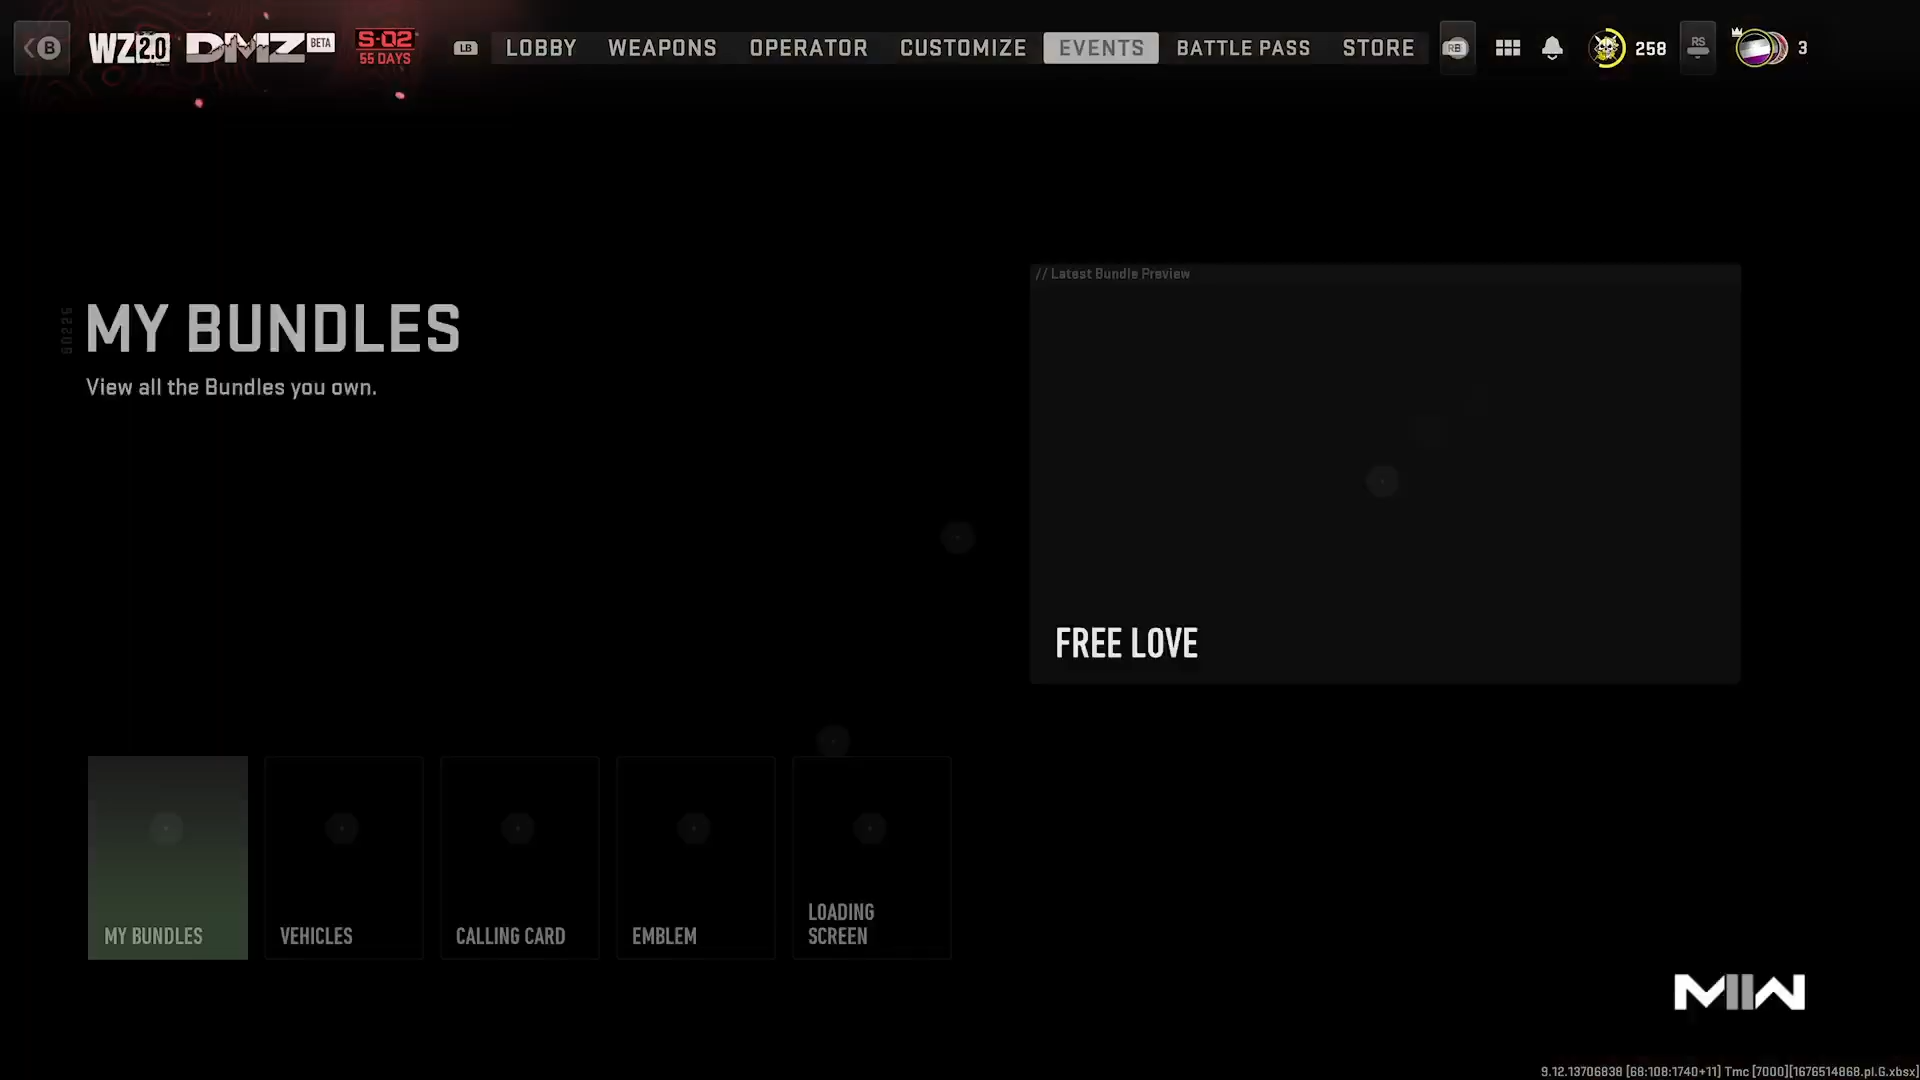 B
WZ2.0 DMZ BETA
S-02
55 DAYS
LB
LOBBY
WEAPONS
OPERATOR
CUSTOMIZE
EVENTS
BATTLE PASS
STORE
RB
258
RS
3
// Latest Bundle Preview
MY BUNDLES
View all the Bundles you own.
FREE LOVE
MY BUNDLES
VEHICLES
CALLING CARD
EMBLEM
LOADING
SCREEN
MWII
9.12.13706838 [68:108:1740+11] Tmc [7000][1676514868.pl.G.xbsx]